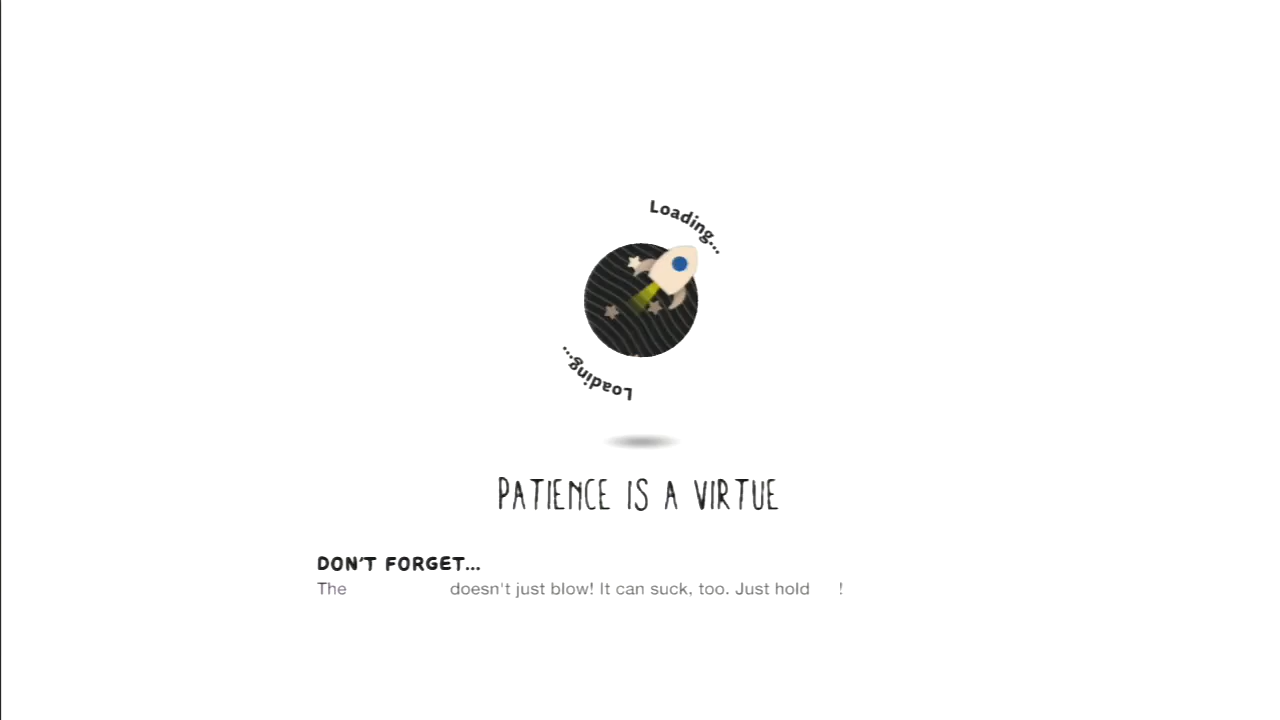 Loading...
Loading...
PATIENCE IS A VIRTUE
DON'T FORGET...
The doesn't just blow! It can suck, too. Just hold !